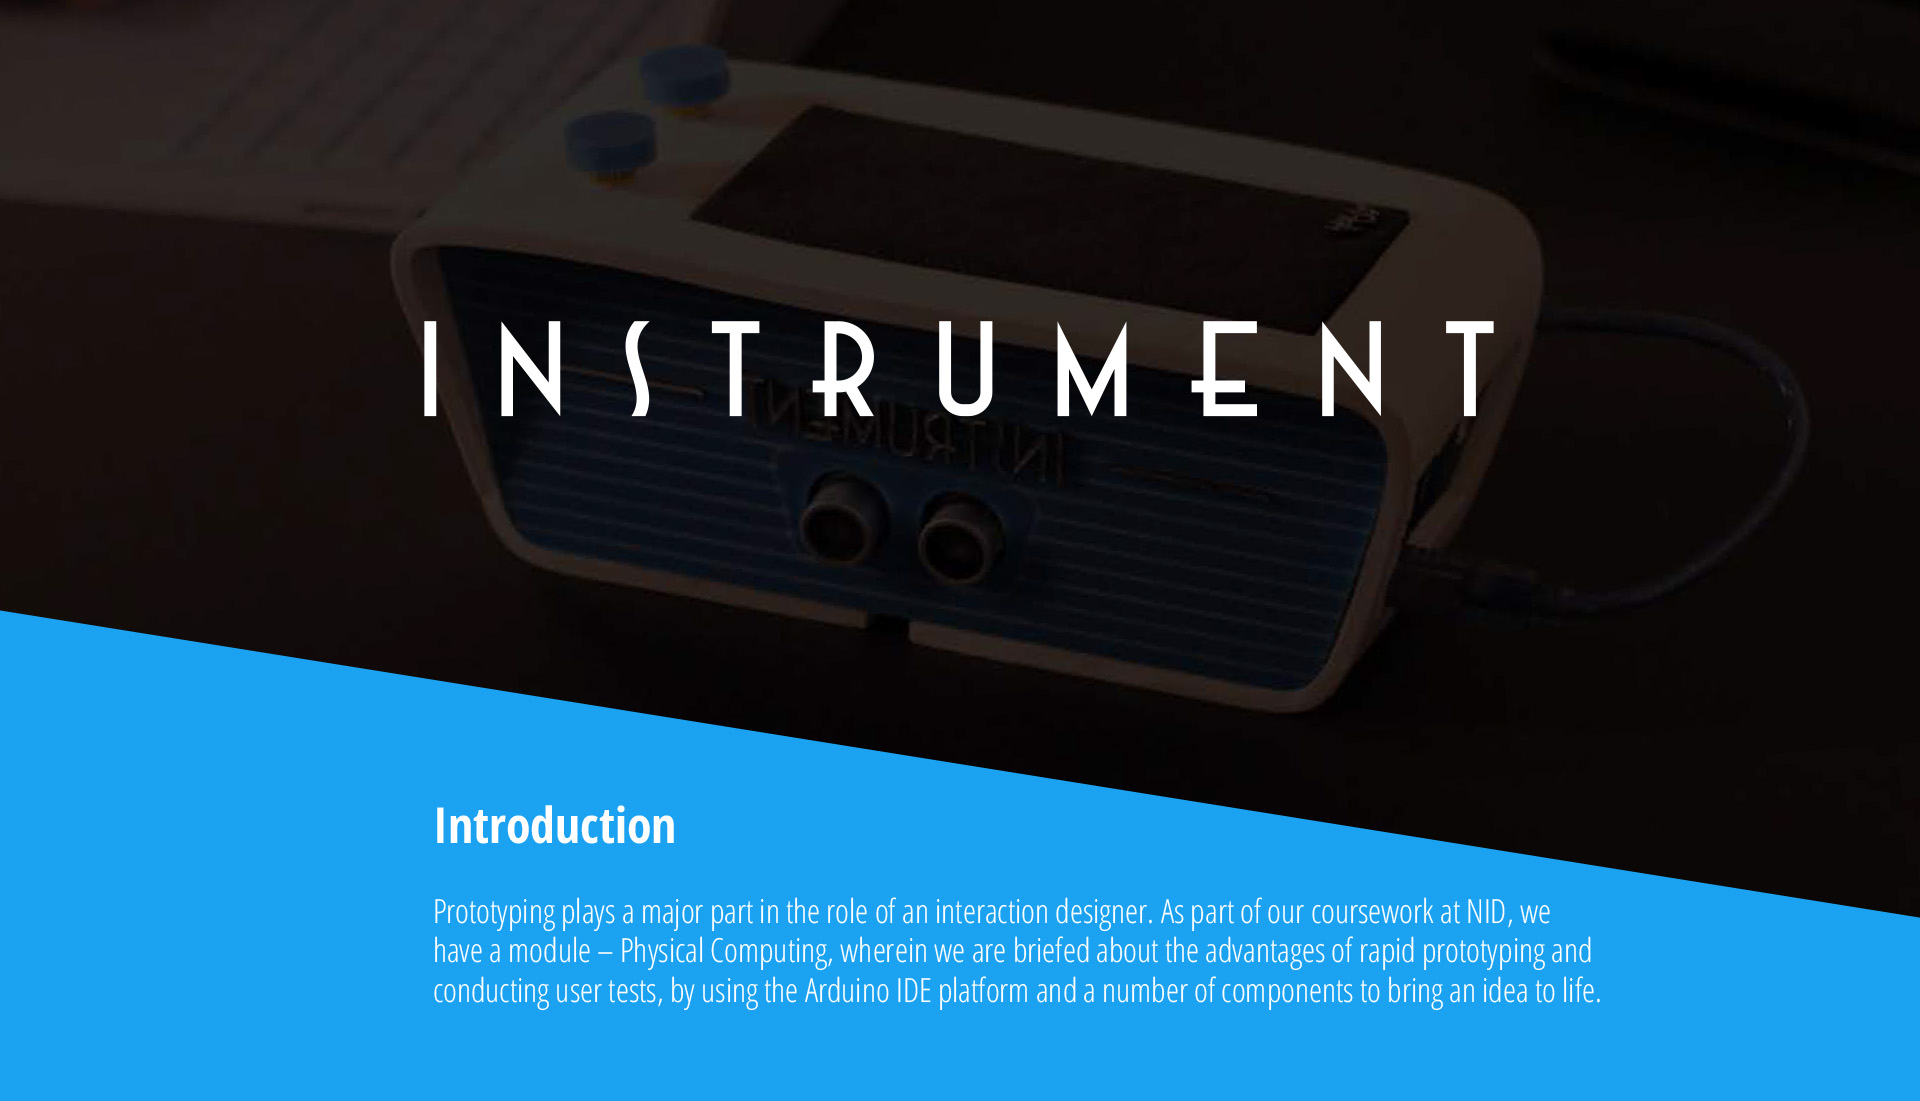 INSTRUMENT
INSTRUMENT
Introduction
Prototyping plays a major part in the role of an interaction designer. As part of our coursework at NID, we
have a module – Physical Computing, wherein we are briefed about the advantages of rapid prototyping and
conducting user tests, by using the Arduino IDE platform and a number of components to bring an idea to life.